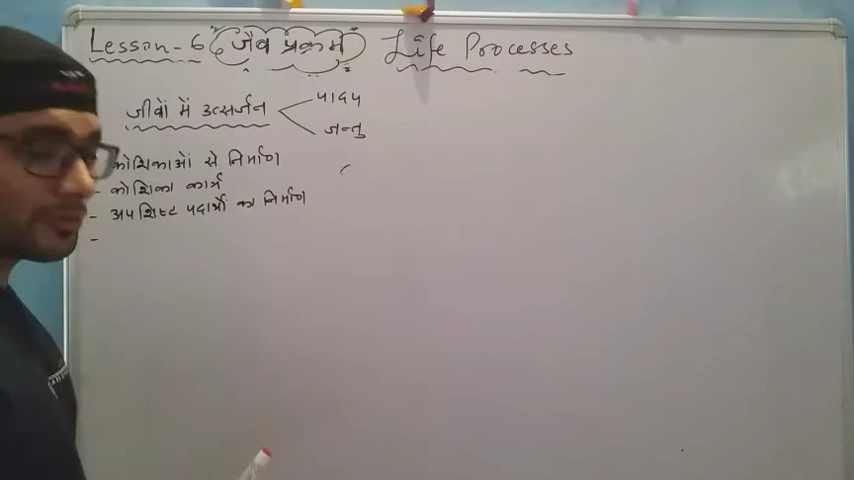 Lesson-6 जैव प्रक्रम Life Processes
जीवों में उत्सर्जन
पादप
जन्तु
कोशिकाओं से निर्माण
- कोशिका कार्य
- अपशिष्ट पदार्थों का निर्माण
-